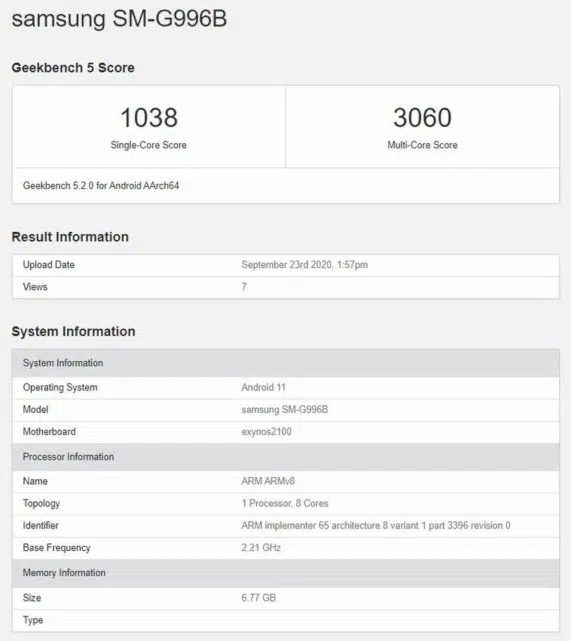 samsung SM-G996B
Geekbench 5 Score
1038 3060
Single-Core Score Multi-Core Score
Geekbench 5.2.0 for Android AArch64
Result Information
Upload Date September 23rd 2020, 1:57pm
Views 7
System Information
System Information
Operating System Android 11
Model samsung SM-G996B
Motherboard exynos2100
Processor Information
Name ARM ARMv8
Topology 1 Processor, 8 Cores
Identifier ARM implementer 65 architecture 8 variant 1 part 3396 revision 0
Base Frequency 2.21 GHz
Memory Information
Size 6.77 GB
Type